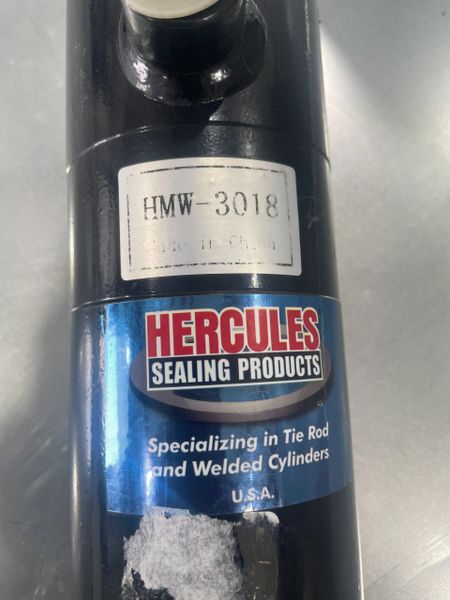 HMW-3018
Made in China
HERCULES
SEALING PRODUCTS
Specializing in Tie Rod
and Welded Cylinders
U.S.A.